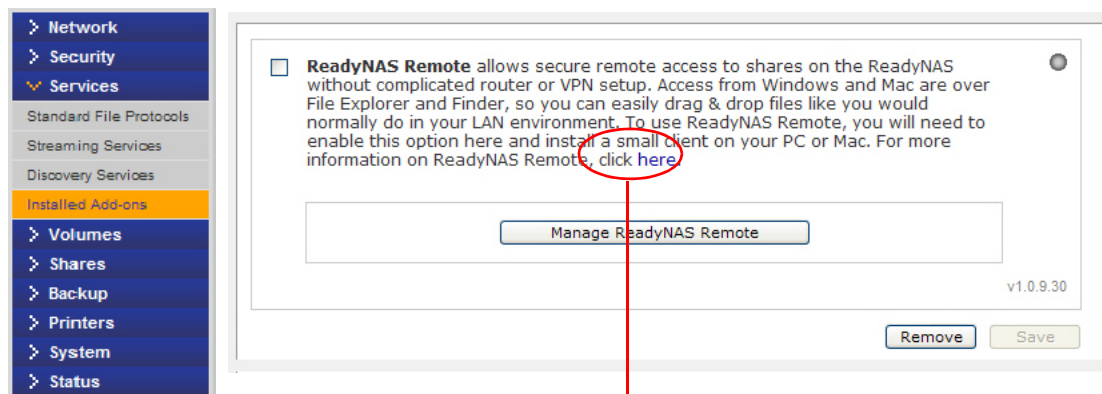 Network
Security
Services
Standard File Protocols
Streaming Services
Discovery Services
Installed Add-ons
Volumes
Shares
Backup
Printers
System
Status
ReadyNAS Remote allows secure remote access to shares on the ReadyNAS
without complicated router or VPN setup. Access from Windows and Mac are over
File Explorer and Finder, so you can easily drag & drop files like you would
normally do in your LAN environment. To use ReadyNAS Remote, you will need to
enable this option here and install a small client on your PC or Mac. For more
information on ReadyNAS Remote, click here.
Manage ReadyNAS Remote
v1.0.9.30
Remove
Save